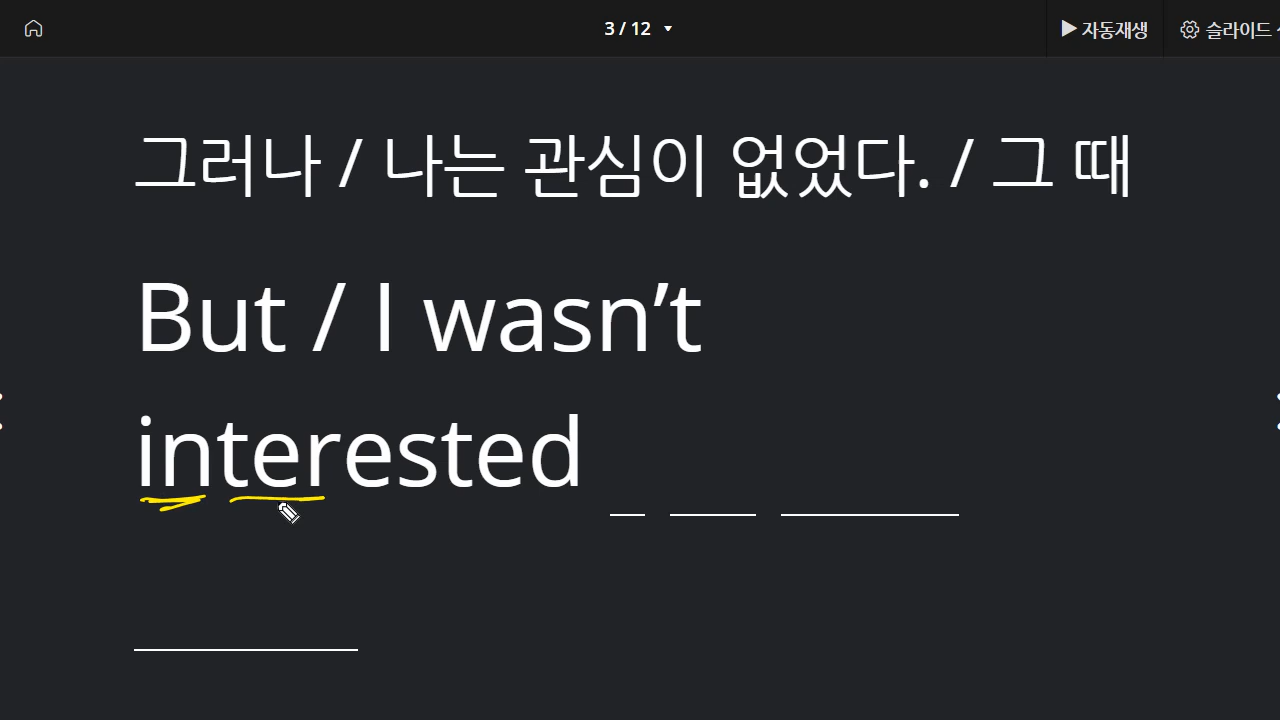 3 / 12
▶ 자동재생
슬라이드
그러나 / 나는 관심이 없었다. / 그 때
But / I wasn’t
interested